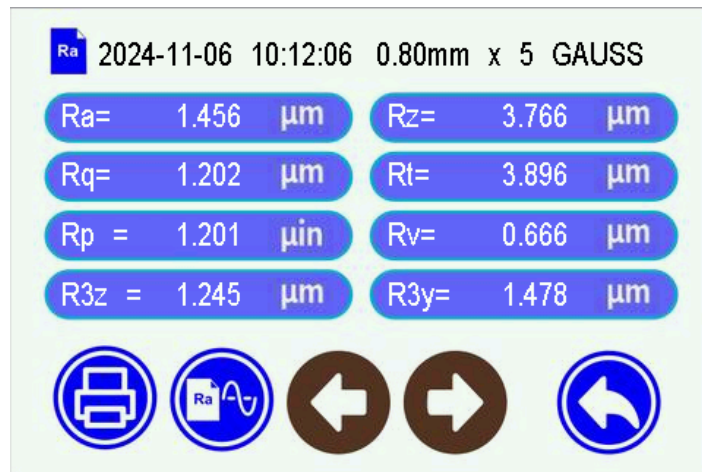 Ra 2024-11-06 10:12:06 0.80mm x 5 GAUSS
Ra= 1.456 µm Rz= 3.766 µm
Rq= 1.202 µm Rt= 3.896 µm
Rp = 1.201 µin Rv= 0.666 µm
R3z = 1.245 µm R3y= 1.478 µm
Ra